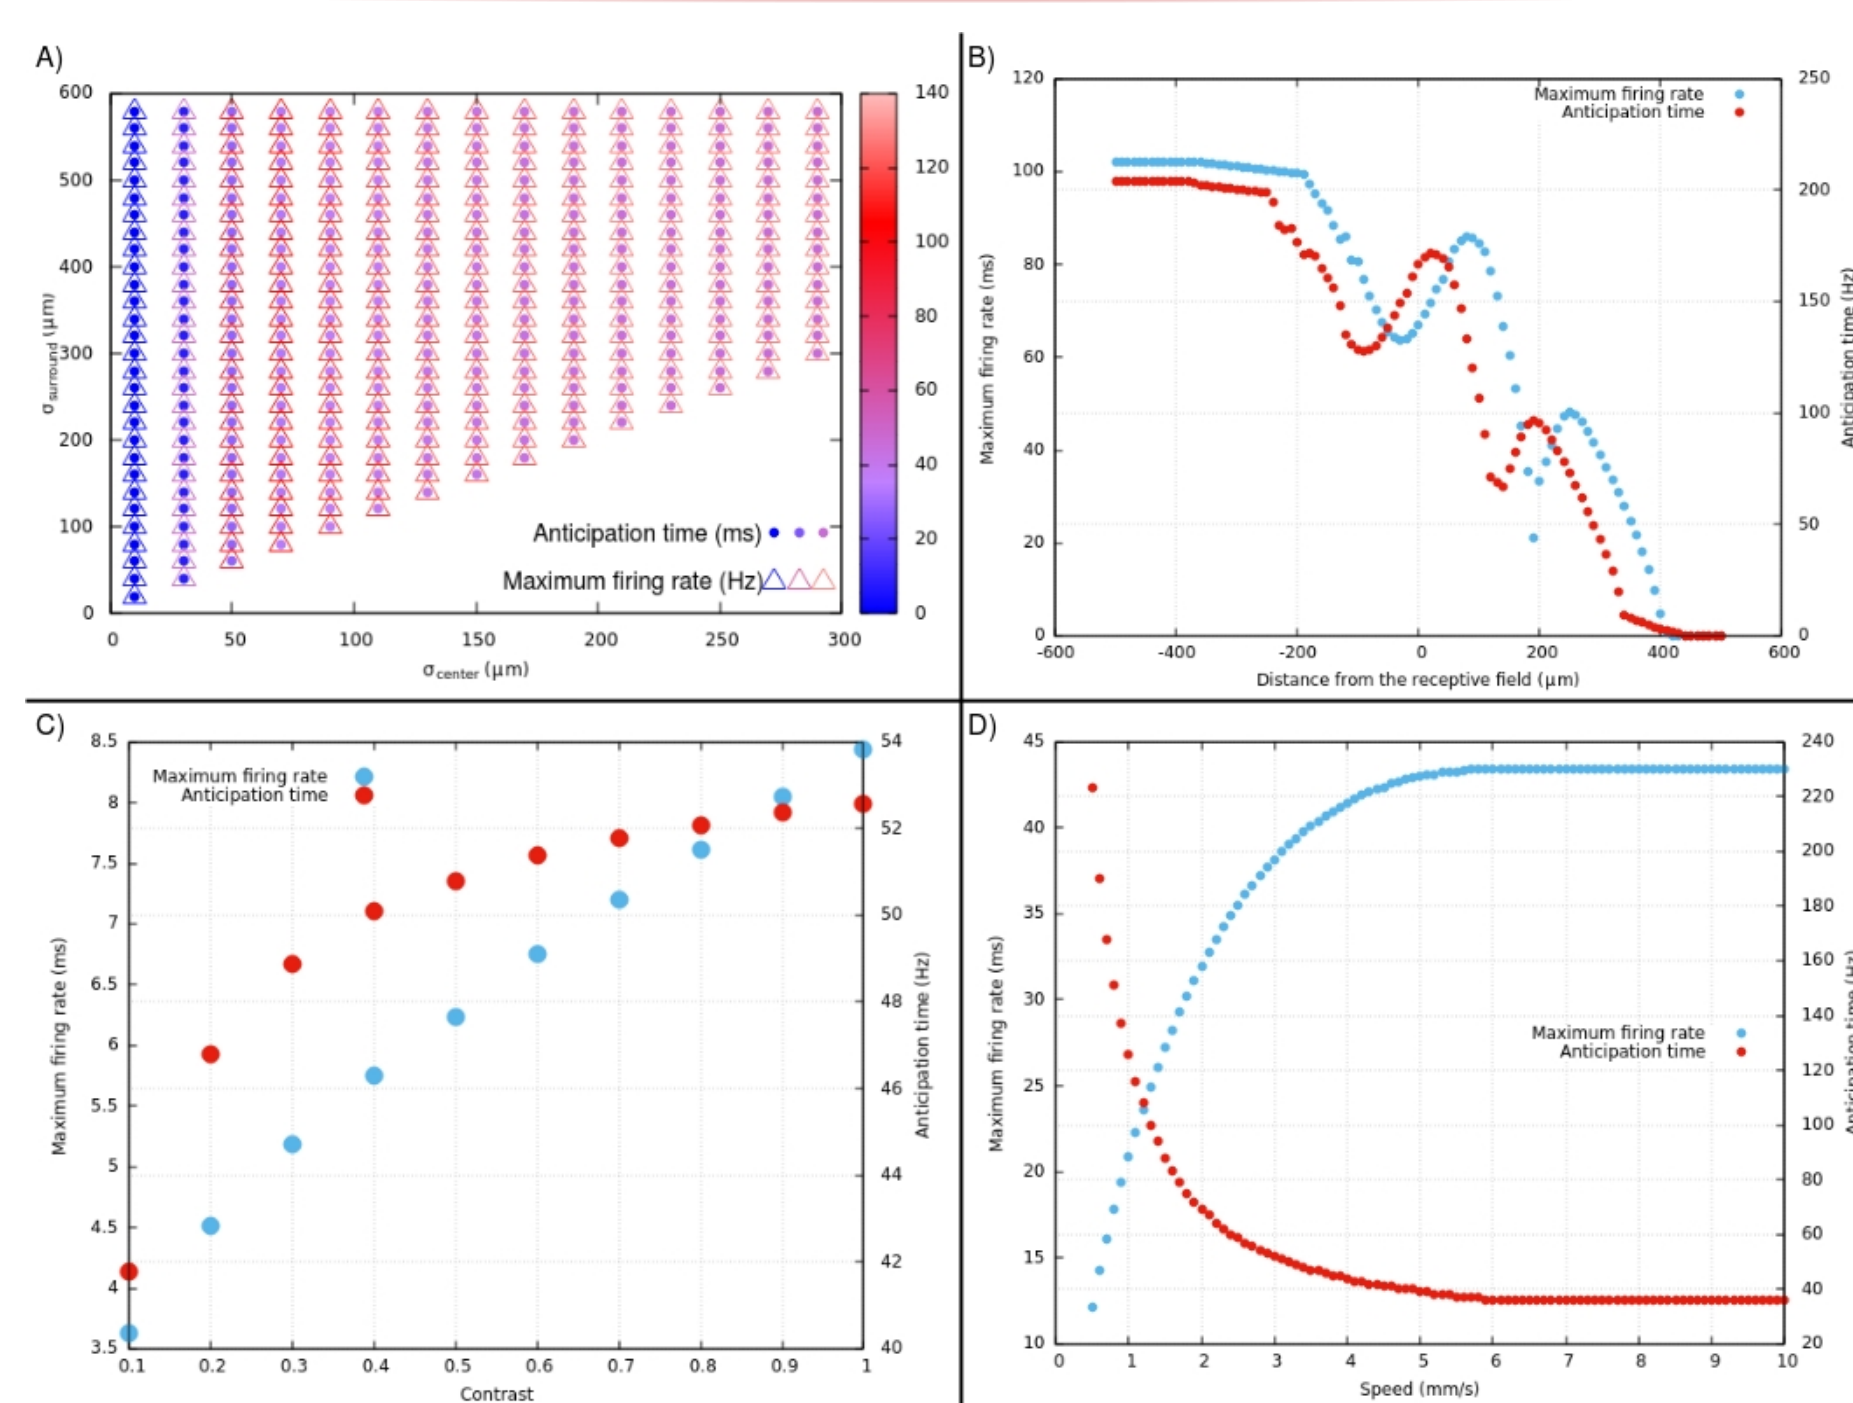 A)
600
500
400
300
200
100
0
σsurround (μm)
0 50 100 150 200 250 300
σcenter (μm)
Anticipation time (ms)
Maximum firing rate (Hz)
140
120
100
80
60
40
20
0
B)
120
100
80
60
40
20
0
Maximum firing rate (ms)
Maximum firing rate
Anticipation time
250
200
150
100
50
0
Anticipation time (Hz)
-600 -400 -200 0 200 400 600
Distance from the receptive field (μm)
C)
8.5
8
7.5
7
6.5
6
5.5
5
4.5
4
3.5
Maximum firing rate (ms)
Maximum firing rate
Anticipation time
54
52
50
48
46
44
42
40
Anticipation time (Hz)
0.1 0.2 0.3 0.4 0.5 0.6 0.7 0.8 0.9 1
Contrast
D)
45
40
35
30
25
20
15
10
Maximum firing rate (ms)
Maximum firing rate
Anticipation time
240
220
200
180
160
140
120
100
80
60
40
20
Anticipation time (Hz)
0 1 2 3 4 5 6 7 8 9 10
Speed (mm/s)